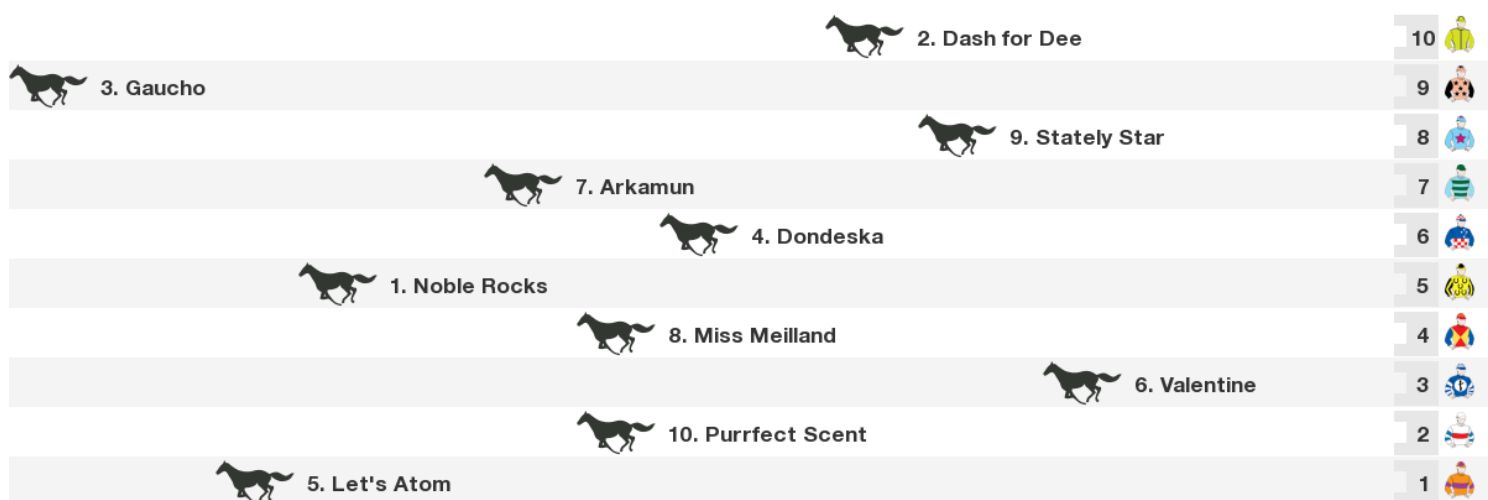 2. Dash for Dee 10
3. Gaucho 9
9. Stately Star 8
7. Arkamun 7
4. Dondeska 6
1. Noble Rocks 5
8. Miss Meilland 4
6. Valentine 3
10. Purrfect Scent 2
5. Let's Atom 1